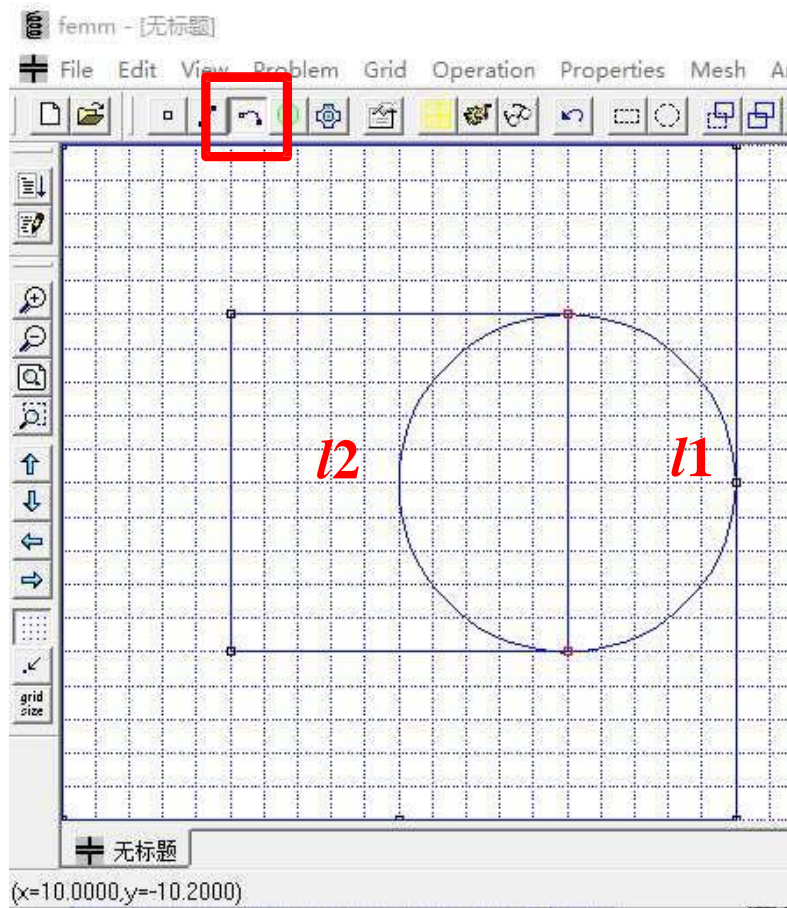 femm - [无标题]
File Edit View Problem Grid Operation Properties Mesh
grid
size
l2
l1
无标题
(x=10.0000,y=-10.2000)